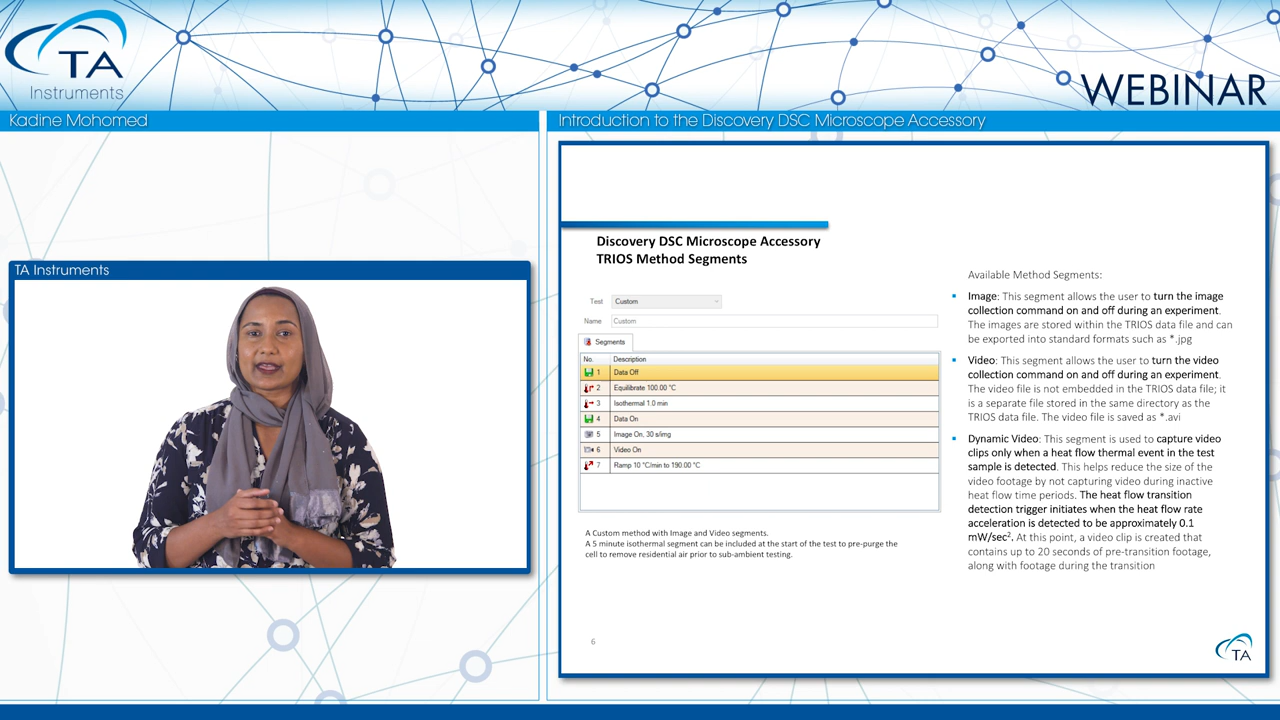 TA
Instruments
WEBINAR
Kadine Mohomed
Introduction to the Discovery DSC Microscope Accessory
TA Instruments
Discovery DSC Microscope Accessory
TRIOS Method Segments
Test Custom
Name Custom
Segments
No. Description
1 Data Off
2 Equilibrate 100.00 °C
3 Isothermal 1.0 min
4 Data On
5 Image On, 30 s/img
6 Video On
7 Ramp 10 °C/min to 190.00 °C
A Custom method with Image and Video segments.
A 5 minute isothermal segment can be included at the start of the test to pre-purge the
cell to remove residential air prior to sub-ambient testing.
Available Method Segments:
Image: This segment allows the user to turn the image
collection command on and off during an experiment.
The images are stored within the TRIOS data file and can
be exported into standard formats such as *.jpg
Video: This segment allows the user to turn the video
collection command on and off during an experiment.
The video file is not embedded in the TRIOS data file; it
is a separate file stored in the same directory as the
TRIOS data file. The video file is saved as *.avi
Dynamic Video: This segment is used to capture video
clips only when a heat flow thermal event in the test
sample is detected. This helps reduce the size of the
video footage by not capturing video during inactive
heat flow time periods. The heat flow transition
detection trigger initiates when the heat flow rate
acceleration is detected to be approximately 0.1
mW/sec². At this point, a video clip is created that
contains up to 20 seconds of pre-transition footage,
along with footage during the transition
6
TA